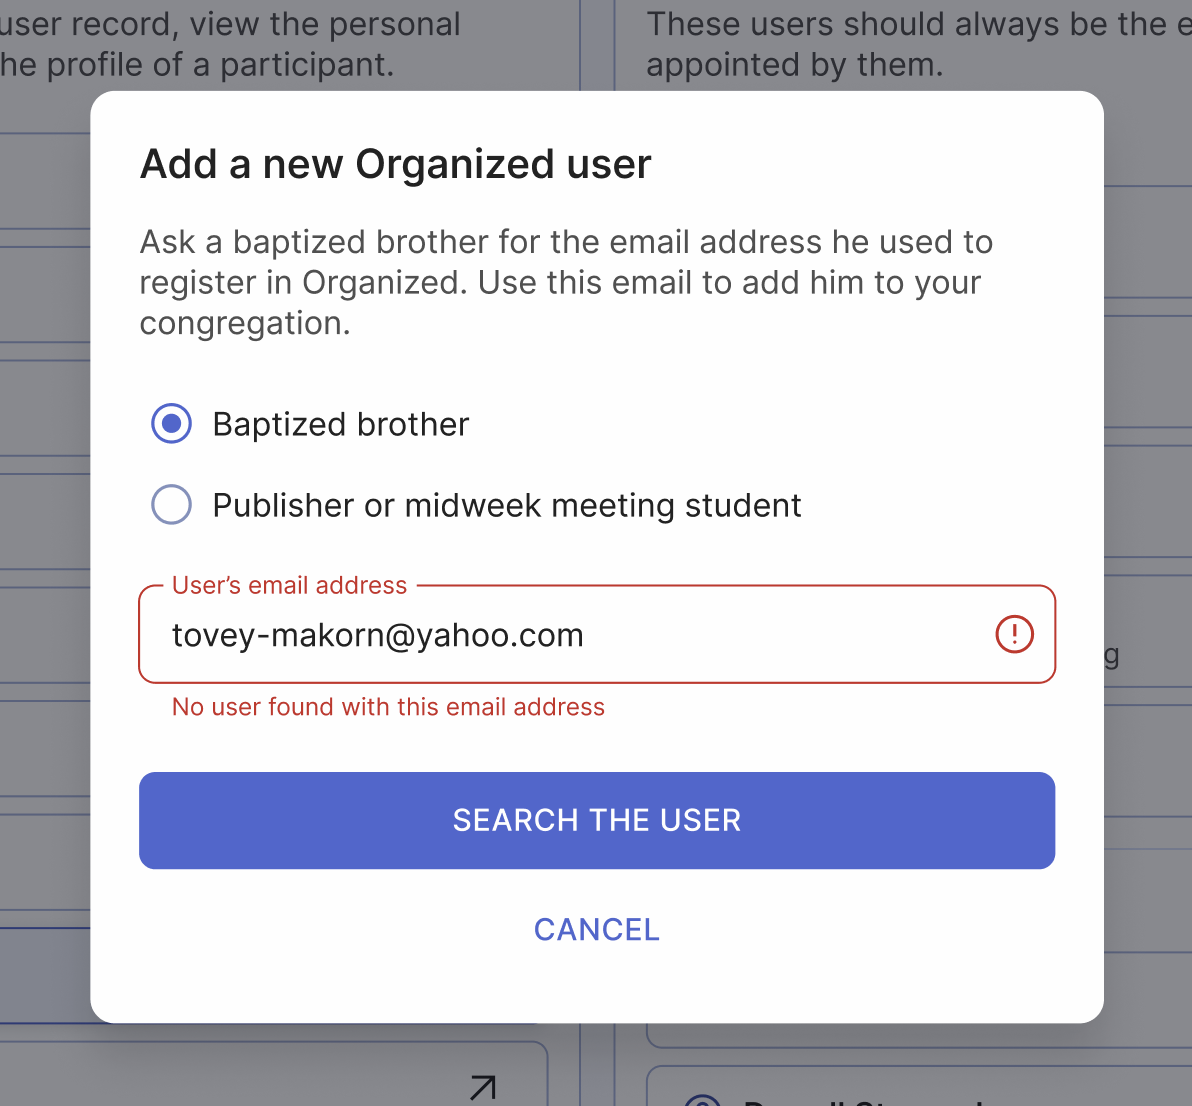 user record, view the personal
he profile of a participant.
These users should always be the
appointed by them.
Add a new Organized user
Ask a baptized brother for the email address he used to
register in Organized. Use this email to add him to your
congregation.
Baptized brother
Publisher or midweek meeting student
User’s email address
tovey-makorn@yahoo.com
No user found with this email address
SEARCH THE USER
CANCEL
g